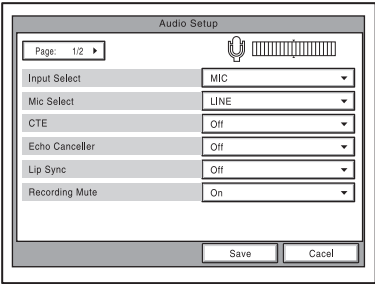 Audio Setup
Page: 1/2
Input Select MIC
Mic Select LINE
CTE Off
Echo Canceller Off
Lip Sync Off
Recording Mute On
Save Cacel